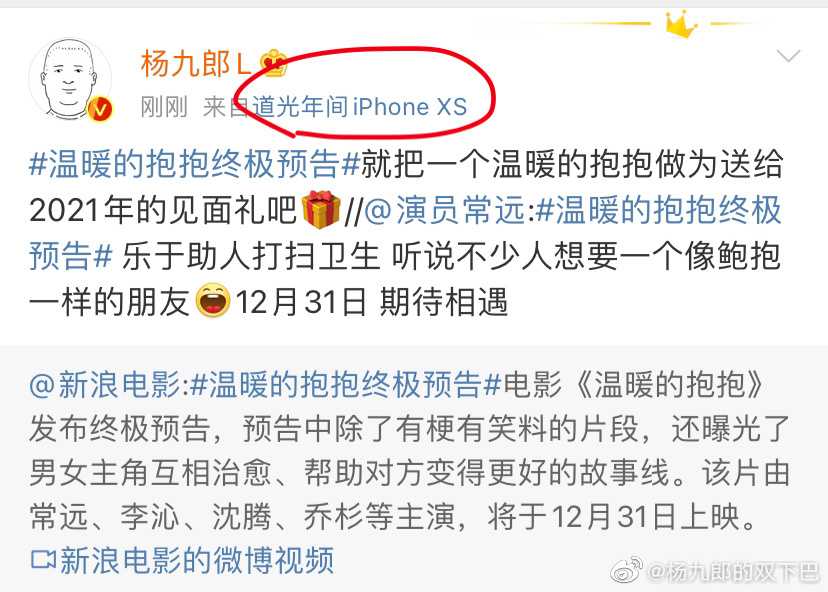 杨九郎L
刚刚 来自道光年间iPhone XS
#温暖的抱抱终极预告#就把一个温暖的抱抱做为送给
2021年的见面礼吧//@演员常远:#温暖的抱抱终极
预告# 乐于助人打扫卫生 听说不少人想要一个像鲍抱
一样的朋友12月31日 期待相遇
@新浪电影:#温暖的抱抱终极预告#电影《温暖的抱抱》
发布终极预告，预告中除了有梗有笑料的片段，还曝光了
男女主角互相治愈、帮助对方变得更好的故事线。该片由
常远、李沁、沈腾、乔杉等主演，将于12月31日上映。
新浪电影的微博视频
@杨九郎的双下巴